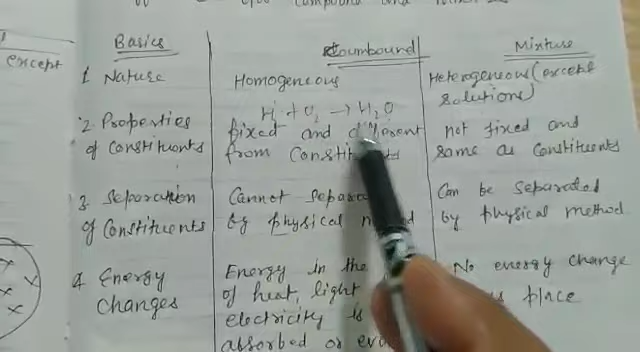 compound and
except
Basics
Coumbound
Mixture
1 Nature
Homogeneous
Heterogeneous (except
solutions)
2 Properties
of Constituents
H + O2 → H2O
fixed and different
from Constituents
not fixed and
same as Constituents
3 Separation
of Constituents
Cannot
by physical
Can be separated
by physical method
4 Energy
Changes
Energy in the
of heat, light
electricity is
absorbed or
No energy change
place